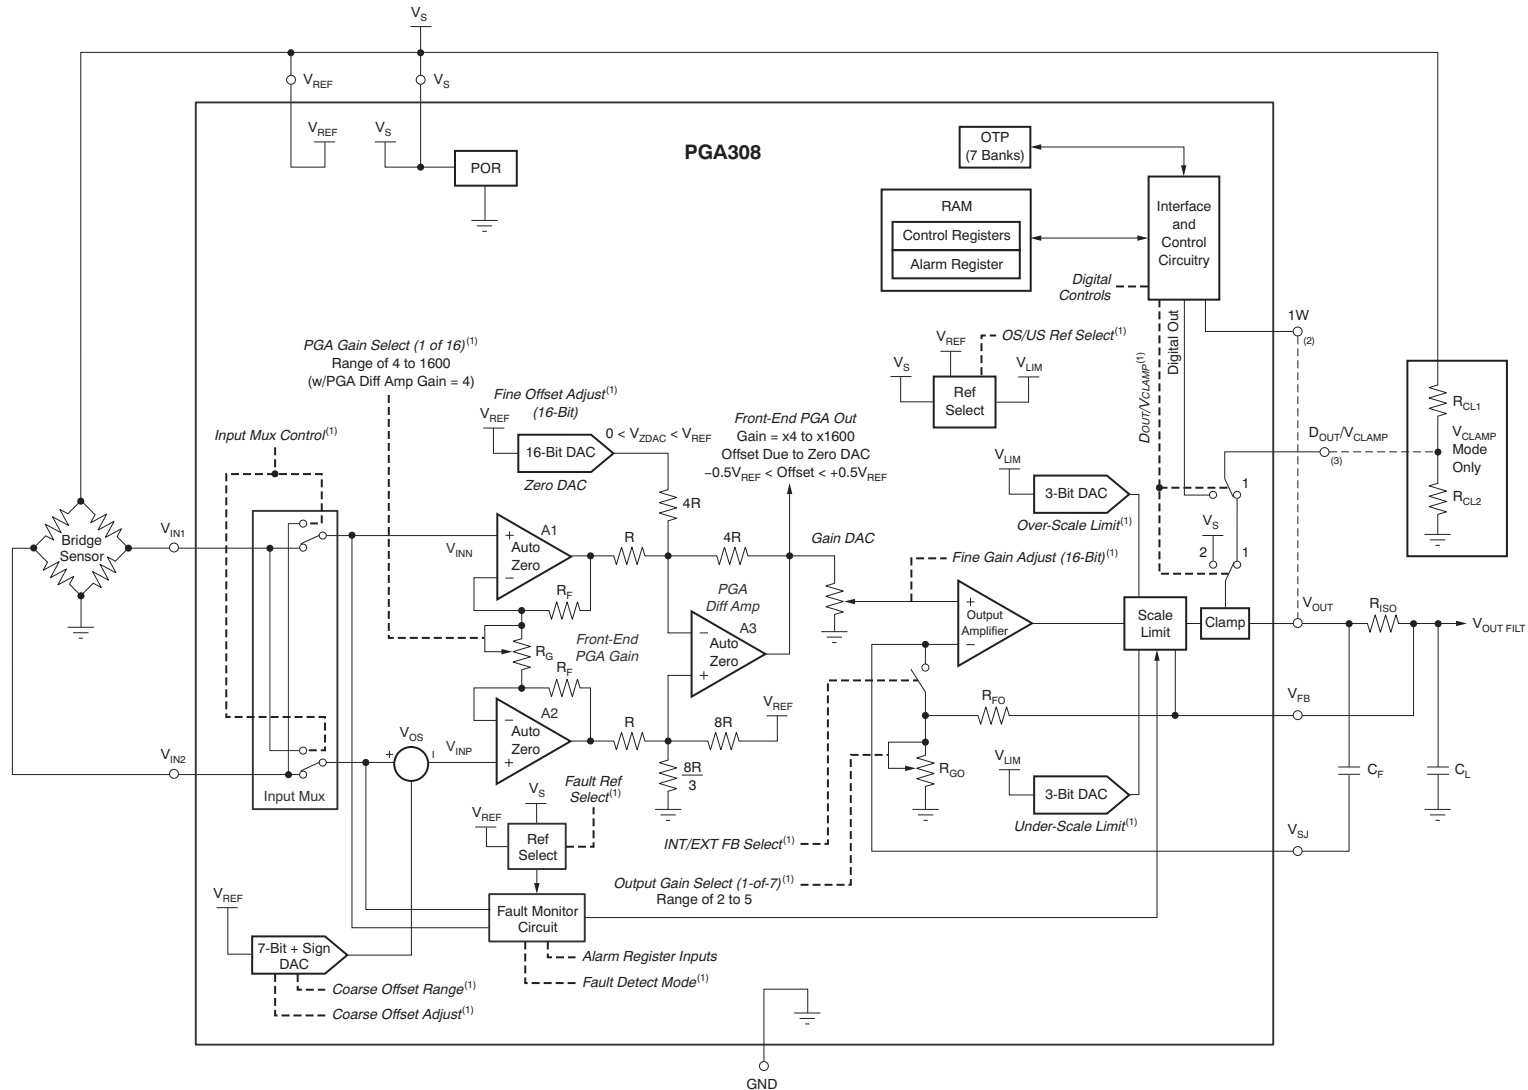 V_S
V_REF
V_S
V_REF
V_S
POR
PGA308
OTP
(7 Banks)
RAM
Control Registers
Alarm Register
Interface
and
Control
Circuitry
Digital
Controls
D_OUT/V_CLAMP(1)
Digital Out
1W
(2)
OS/US Ref Select(1)
V_REF
V_S
V_LIM
Ref
Select
R_CL1
V_CLAMP
Mode
Only
R_CL2
D_OUT/V_CLAMP
(3)
PGA Gain Select (1 of 16)(1)
Range of 4 to 1600
(w/PGA Diff Amp Gain = 4)
Fine Offset Adjust(1)
(16-Bit)
V_REF
0 < V_ZDAC < V_REF
16-Bit DAC
Zero DAC
Front-End PGA Out
Gain = x4 to x1600
Offset Due to Zero DAC
−0.5V_REF < Offset < +0.5V_REF
Input Mux Control(1)
V_LIM
3-Bit DAC
Over-Scale Limit(1)
1
V_S
2
1
4R
Bridge
Sensor
V_IN1
V_INN
+
A1
Auto
Zero
−
R
4R
Gain DAC
Fine Gain Adjust (16-Bit)(1)
R_F
PGA
Diff Amp
R_G
Front-End
PGA Gain
R_F
−
A3
Auto
Zero
+
+
Output
Amplifier
−
Scale
Limit
Clamp
V_OUT
R_ISO
V_OUT FILT
V_IN2
Input Mux
V_OS
+
−
V_INP
−
A2
Auto
Zero
+
R
8R
V_REF
8R
3
R_FO
V_FB
R_GO
V_LIM
3-Bit DAC
Under-Scale Limit(1)
C_F
C_L
V_SJ
Fault Ref
Select(1)
V_S
V_REF
Ref
Select
INT/EXT FB Select(1)
Output Gain Select (1-of-7)(1)
Range of 2 to 5
Fault Monitor
Circuit
V_REF
7-Bit + Sign
DAC
Alarm Register Inputs
Fault Detect Mode(1)
Coarse Offset Range(1)
Coarse Offset Adjust(1)
GND